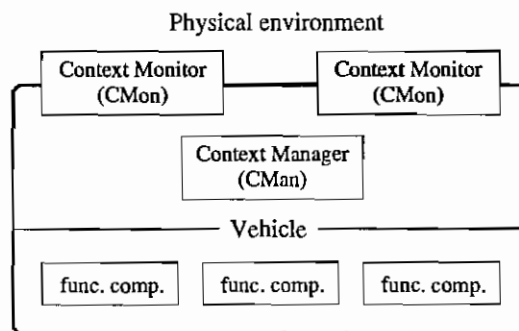 Physical environment
Context Monitor
(CMon)
Context Monitor
(CMon)
Context Manager
(CMan)
Vehicle
func. comp.
func. comp.
func. comp.